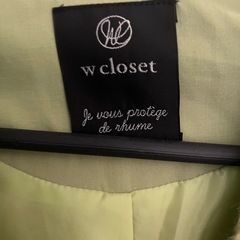 w closet
Je vous protège
de rhume